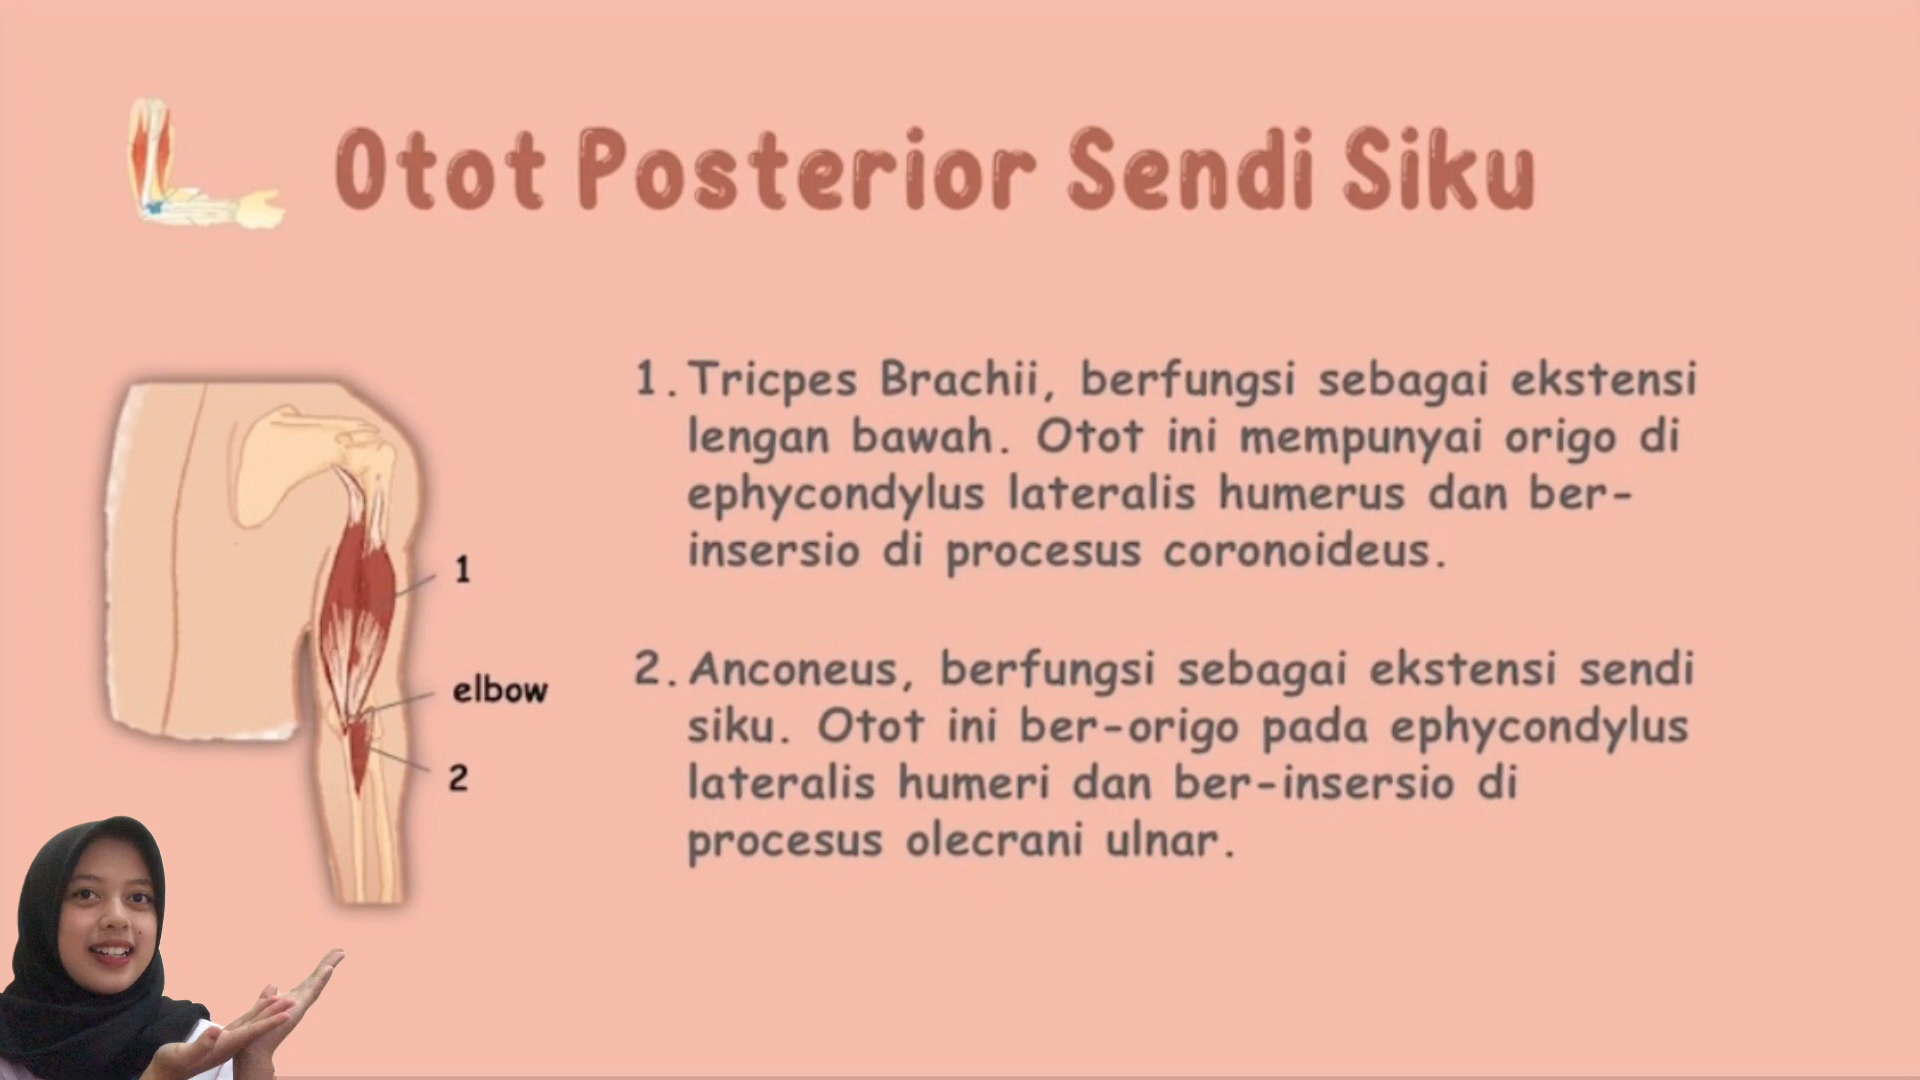 Otot Posterior Sendi Siku
1. Tricpes Brachii, berfungsi sebagai ekstensi
lengan bawah. Otot ini mempunyai origo di
ephycondylus lateralis humerus dan ber-
insersio di procesus coronoideus.
2. Anconeus, berfungsi sebagai ekstensi sendi
siku. Otot ini ber-origo pada ephycondylus
lateralis humeri dan ber-insersio di
procesus olecrani ulnar.
1
elbow
2